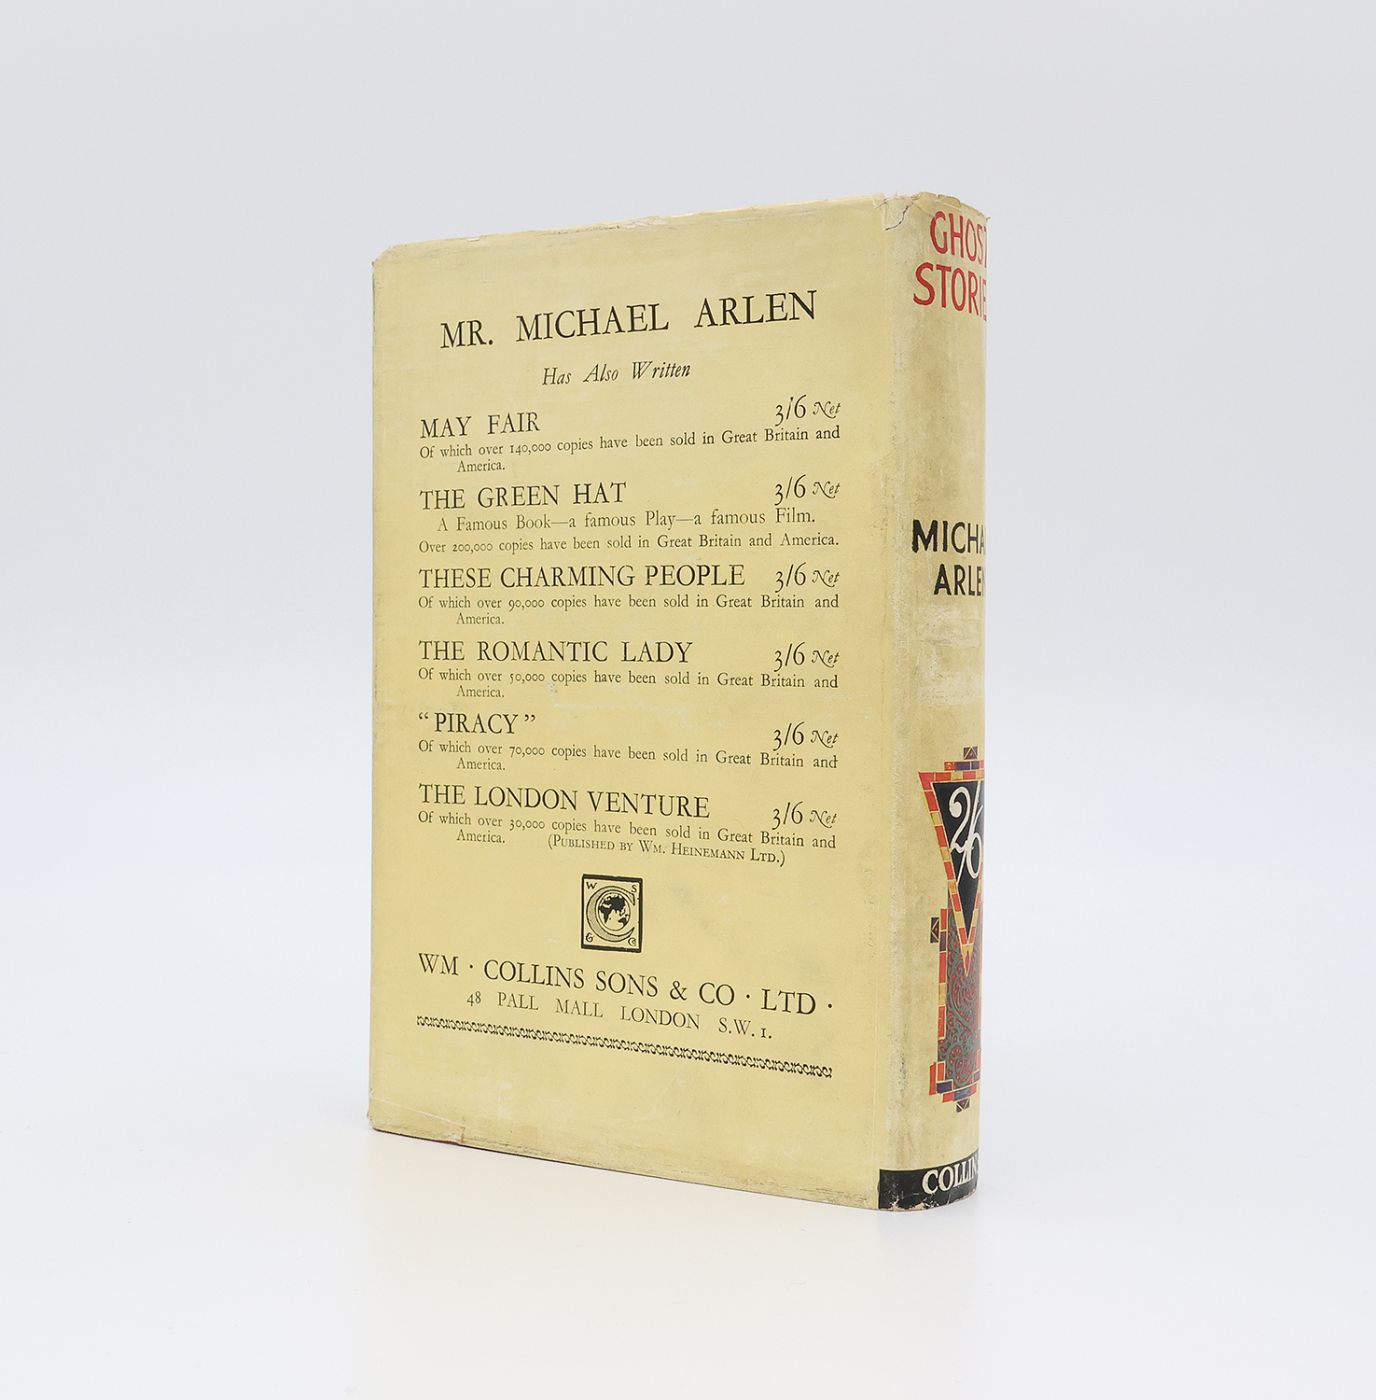 MR. MICHAEL ARLEN
Has Also Written
MAY FAIR 3/6 Net
Of which over 140,000 copies have been sold in Great Britain and
America.
THE GREEN HAT 3/6 Net
A Famous Book—a famous Play—a famous Film.
Over 200,000 copies have been sold in Great Britain and America.
THESE CHARMING PEOPLE 3/6 Net
Of which over 90,000 copies have been sold in Great Britain and
America.
THE ROMANTIC LADY 3/6 Net
Of which over 50,000 copies have been sold in Great Britain and
America.
“PIRACY” 3/6 Net
Of which over 70,000 copies have been sold in Great Britain and
America.
THE LONDON VENTURE 3/6 Net
Of which over 30,000 copies have been sold in Great Britain and
America. (PUBLISHED BY WM. HEINEMANN LTD.)
W S
C
& C
WM · COLLINS SONS & CO · LTD ·
48 PALL MALL LONDON S.W.1.
GHOST
STORIE
MICHA
ARLEN
2/6
COLLINS